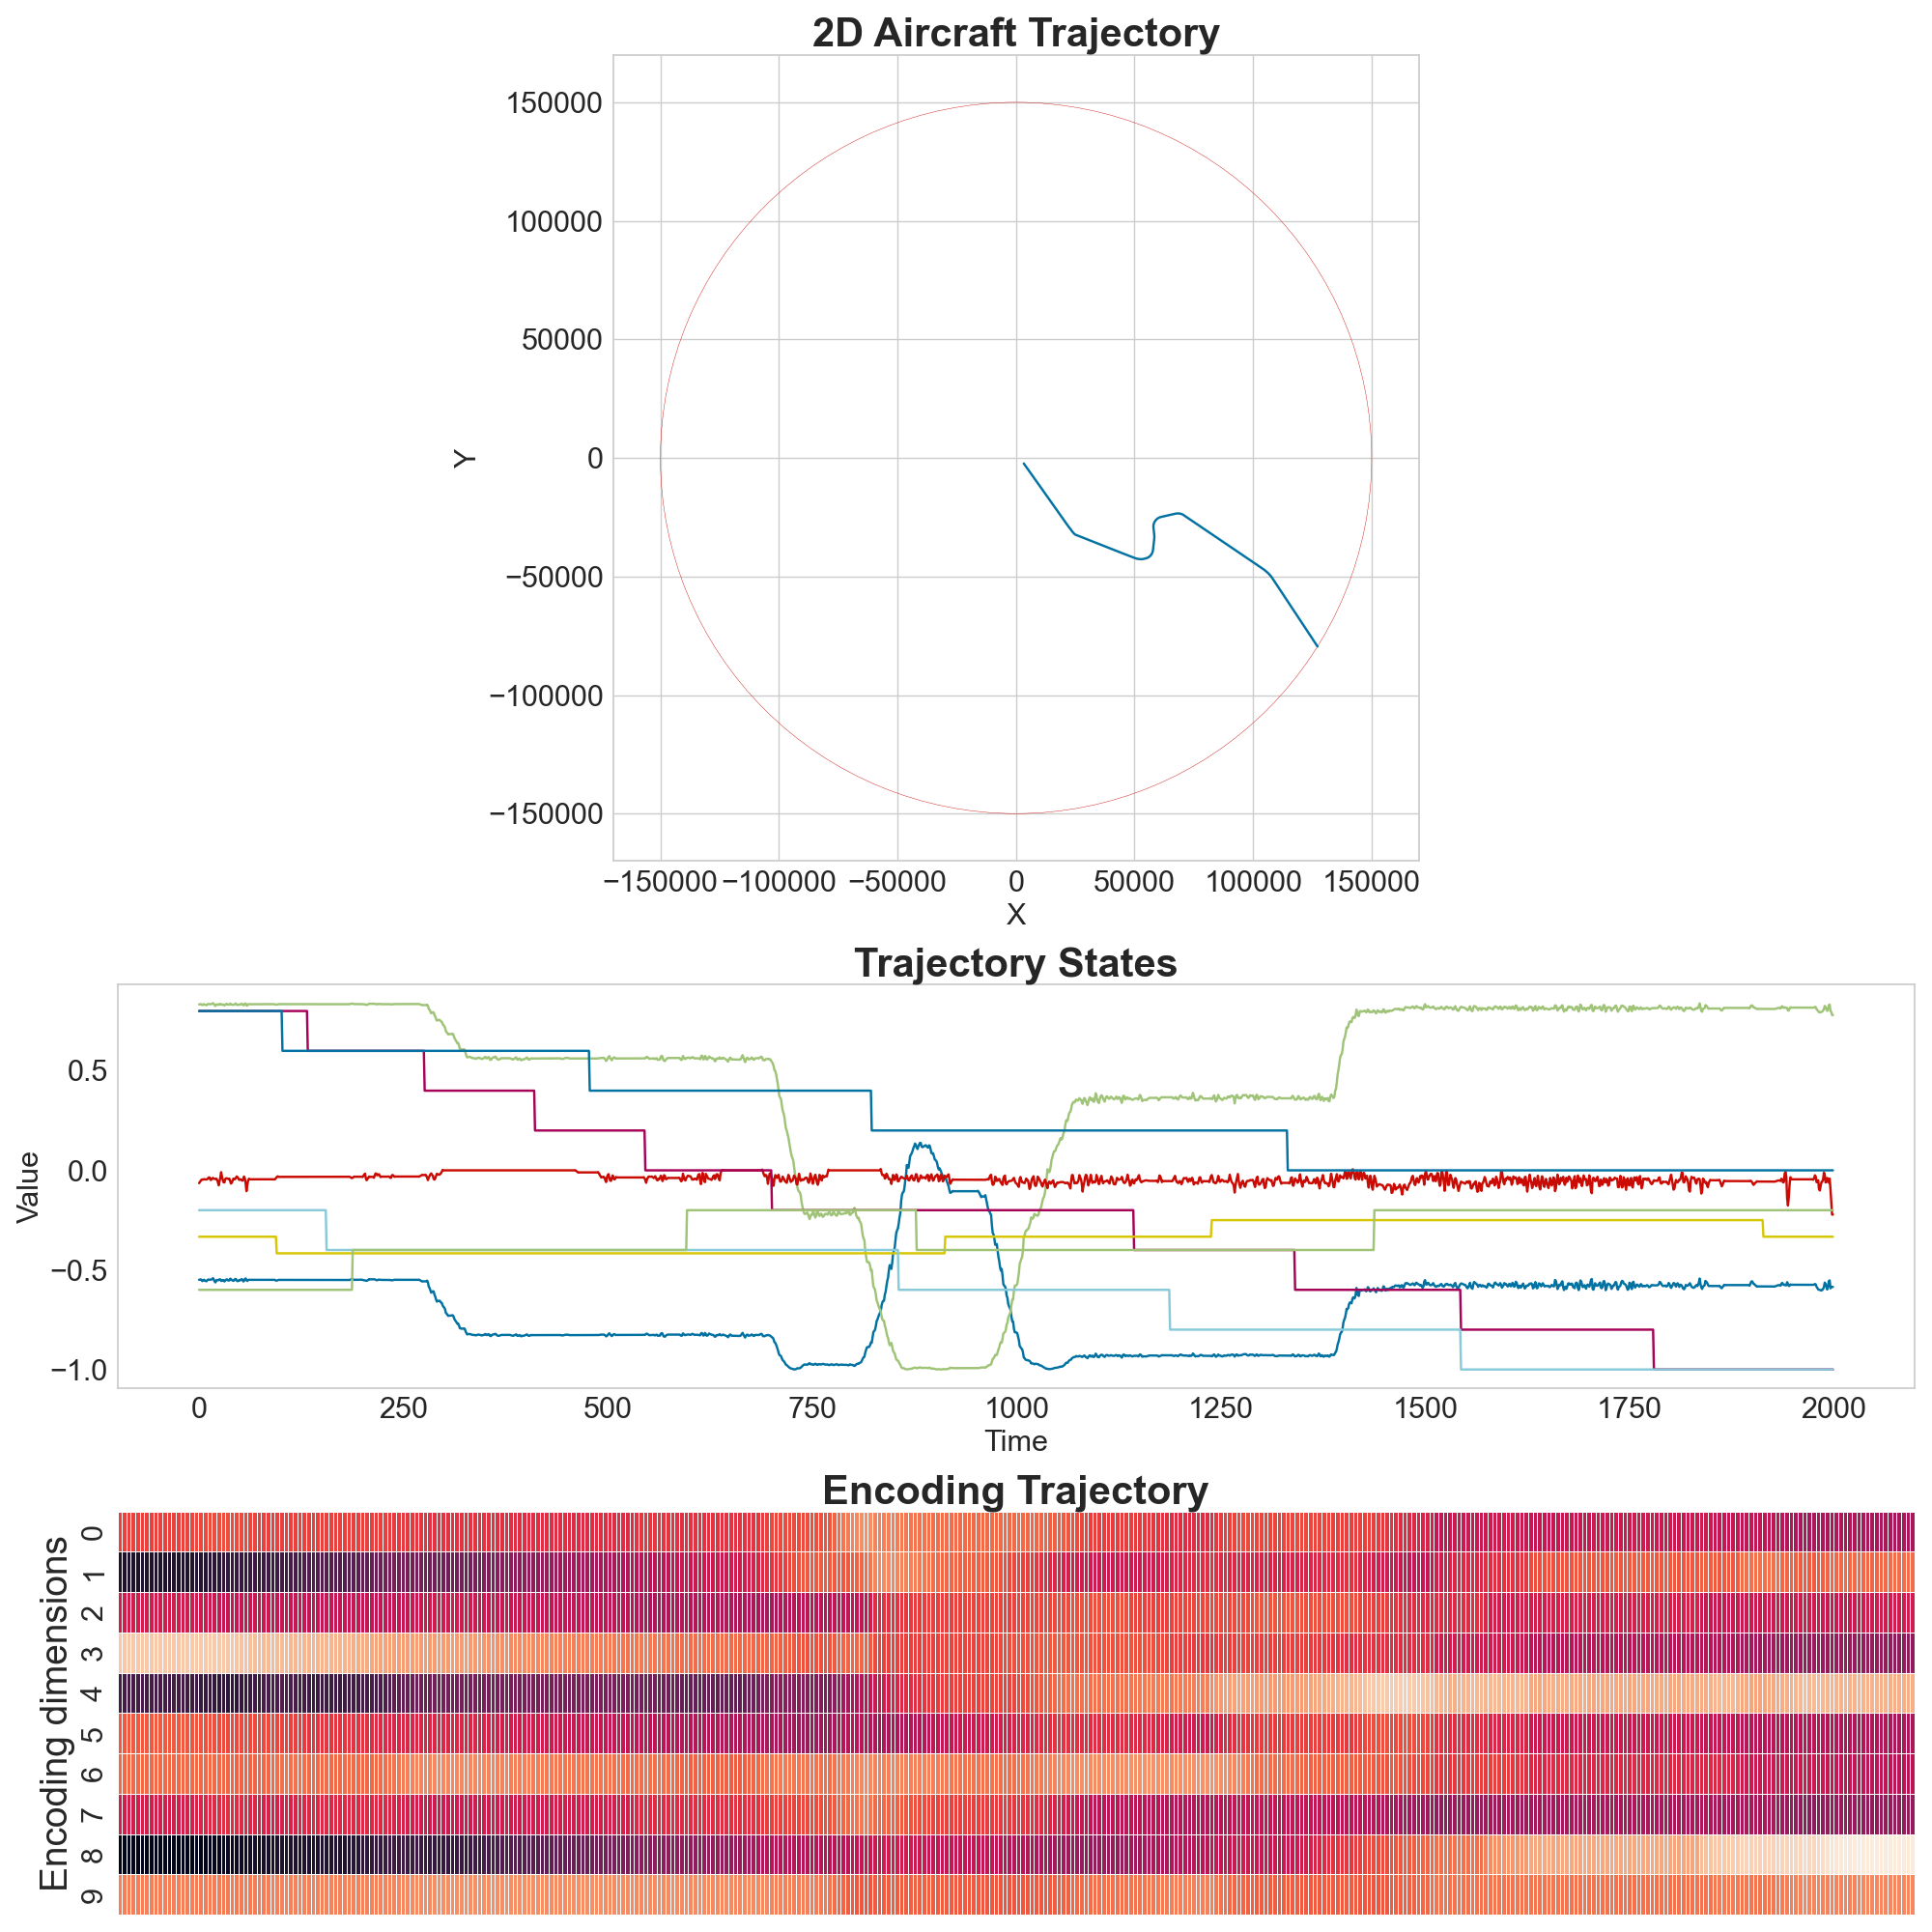 2D Aircraft Trajectory
150000
100000
50000
0
−50000
−100000
−150000
Y
−150000 −100000 −50000 0 50000 100000 150000
X
Trajectory States
0.5
0.0
−0.5
−1.0
Value
0 250 500 750 1000 1250 1500 1750 2000
Time
Encoding Trajectory
Encoding dimensions
0
1
2
3
4
5
6
7
8
9